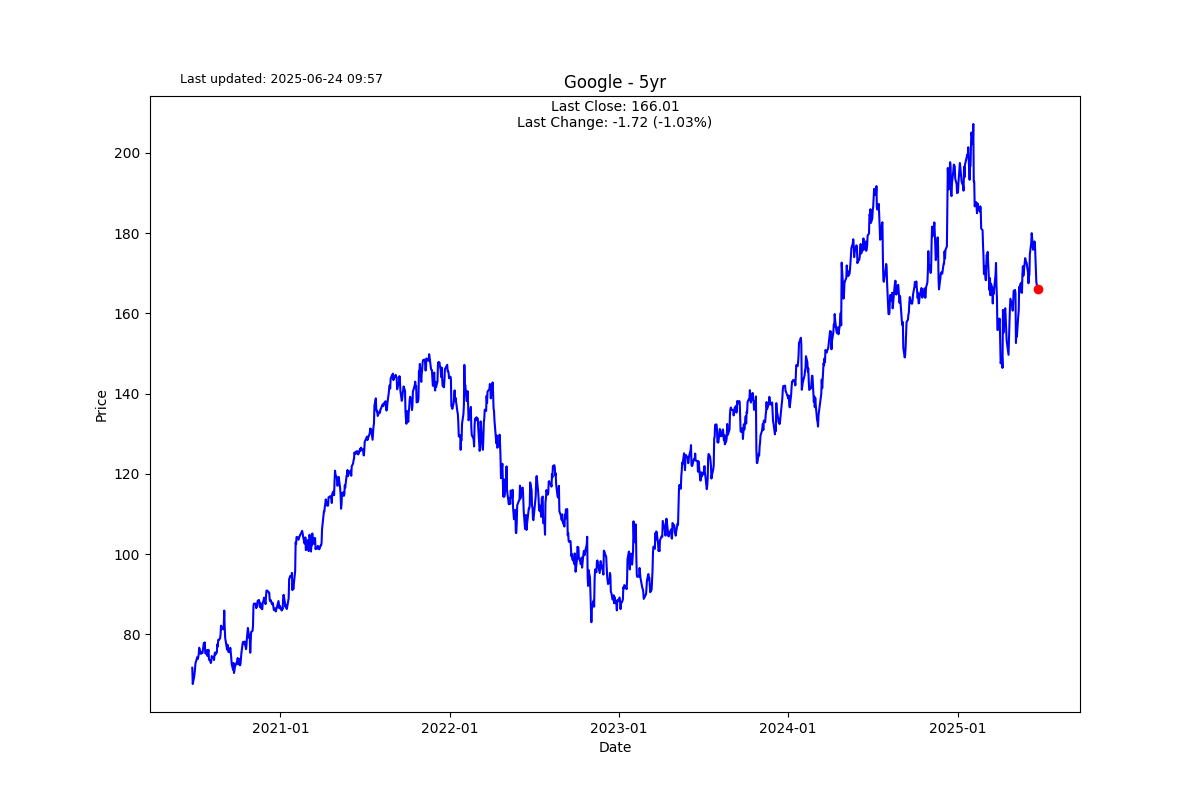 Last updated: 2025-06-24 09:57
Google - 5yr
Last Close: 166.01
Last Change: -1.72 (-1.03%)
Price
200
180
160
140
120
100
80
2021-01
2022-01
2023-01
2024-01
2025-01
Date